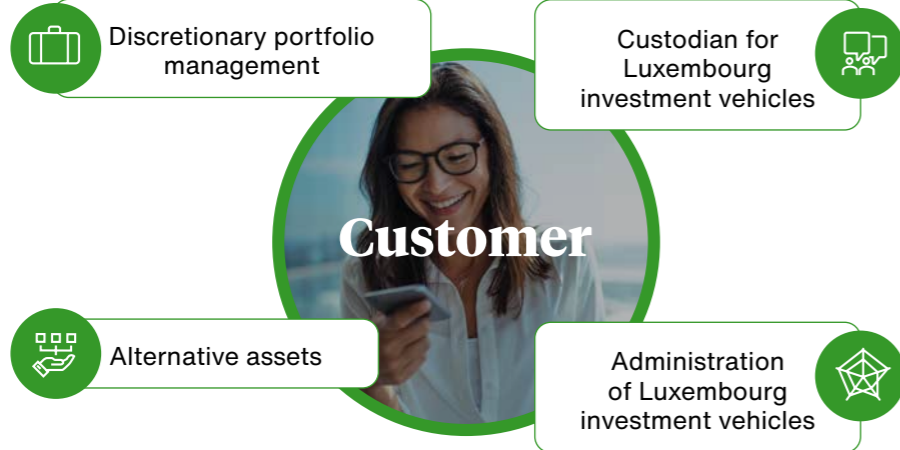 Discretionary portfolio
management
Custodian for
Luxembourg
investment vehicles
Customer
Alternative assets
Administration
of Luxembourg
investment vehicles